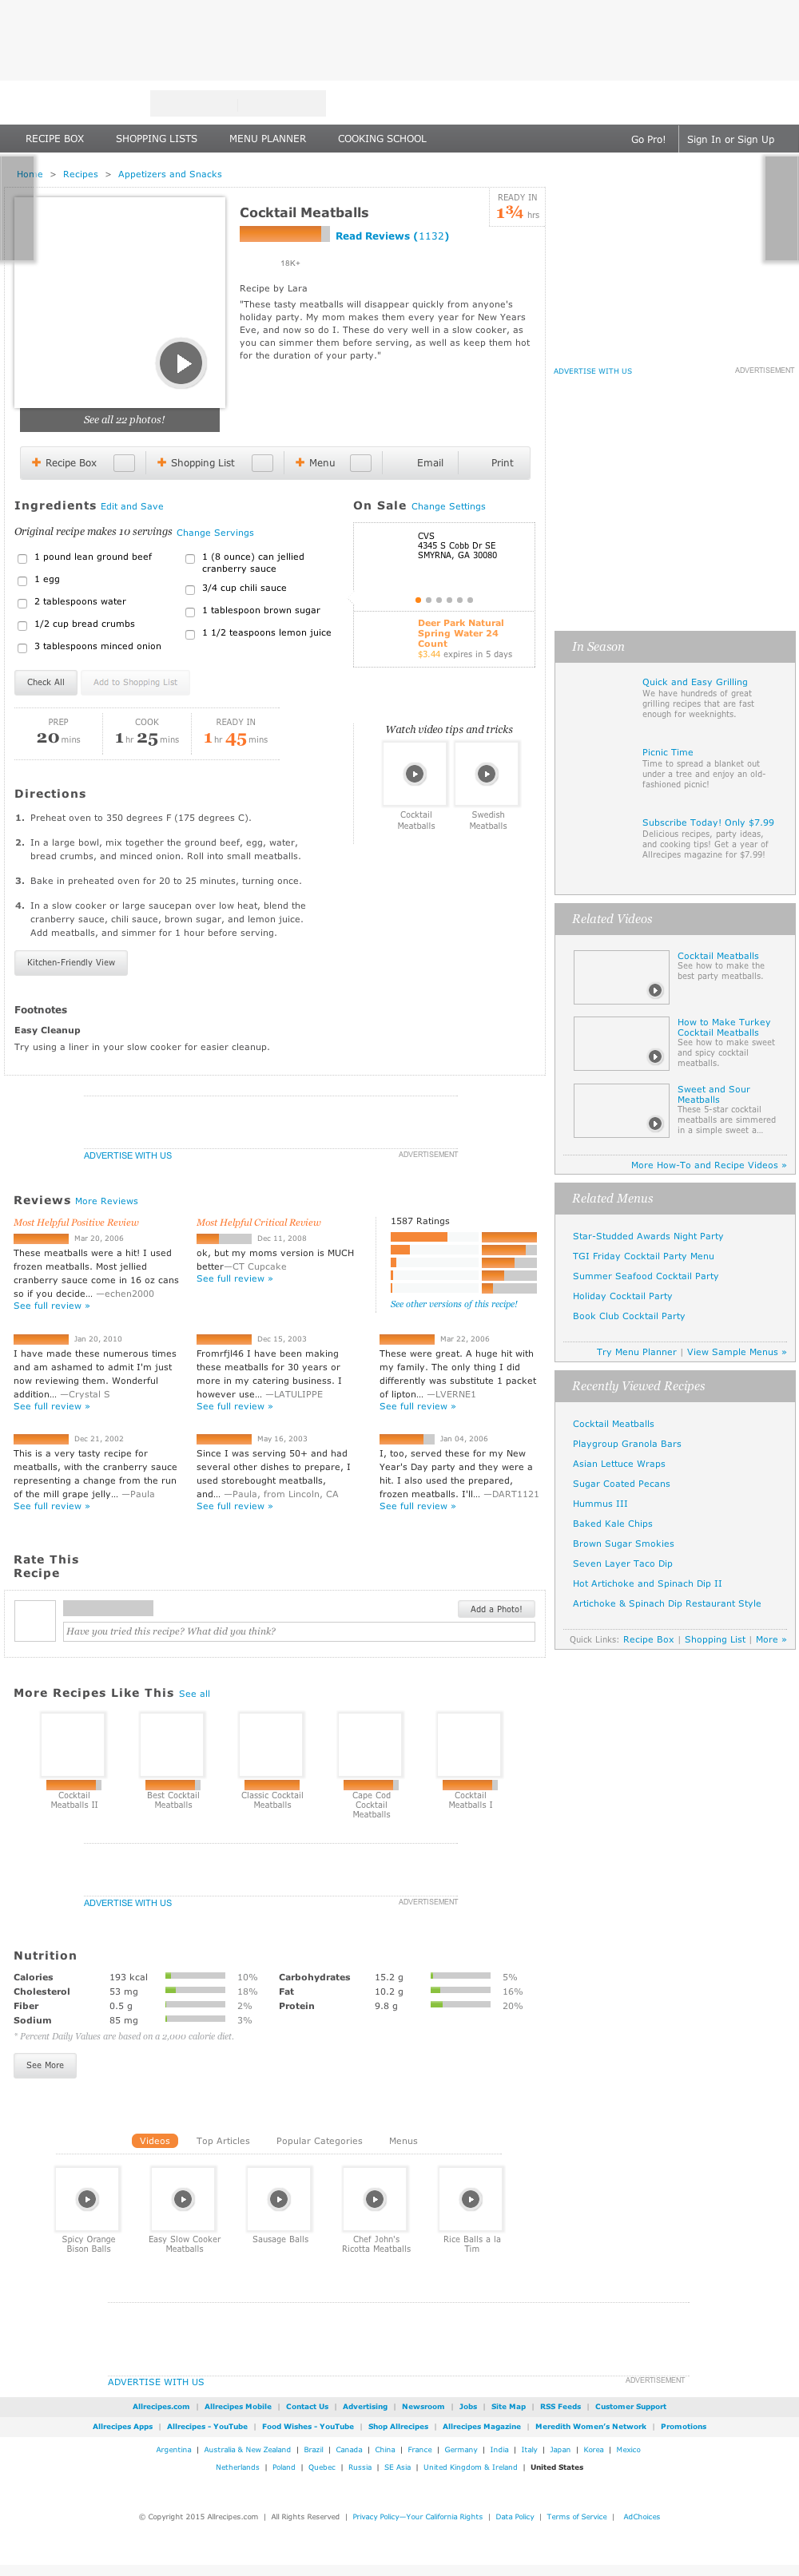 RECIPE BOX SHOPPING LISTS MENU PLANNER COOKING SCHOOL Go Pro! Sign In or Sign Up
Home > Recipes > Appetizers and Snacks
Cocktail Meatballs
READY IN
1¾ hrs
Read Reviews (1132)
18K+
Recipe by Lara
"These tasty meatballs will disappear quickly from anyone's
holiday party. My mom makes them every year for New Years
Eve, and now so do I. These do very well in a slow cooker, as
you can simmer them before serving, as well as keep them hot
for the duration of your party."
See all 22 photos!
ADVERTISE WITH US ADVERTISEMENT
Recipe Box Shopping List Menu Email Print
Ingredients Edit and Save
Original recipe makes 10 servings Change Servings
1 pound lean ground beef
1 egg
2 tablespoons water
1/2 cup bread crumbs
3 tablespoons minced onion
1 (8 ounce) can jellied
cranberry sauce
3/4 cup chili sauce
1 tablespoon brown sugar
1 1/2 teaspoons lemon juice
Check All Add to Shopping List
On Sale Change Settings
CVS
4345 S Cobb Dr SE
SMYRNA, GA 30080
Deer Park Natural
Spring Water 24
Count
$3.44 expires in 5 days
PREP COOK READY IN
20 mins 1 hr 25 mins 1 hr 45 mins
Watch video tips and tricks
Cocktail
Meatballs
Swedish
Meatballs
Directions
1. Preheat oven to 350 degrees F (175 degrees C).
2. In a large bowl, mix together the ground beef, egg, water,
bread crumbs, and minced onion. Roll into small meatballs.
3. Bake in preheated oven for 20 to 25 minutes, turning once.
4. In a slow cooker or large saucepan over low heat, blend the
cranberry sauce, chili sauce, brown sugar, and lemon juice.
Add meatballs, and simmer for 1 hour before serving.
Kitchen-Friendly View
Footnotes
Easy Cleanup
Try using a liner in your slow cooker for easier cleanup.
ADVERTISE WITH US ADVERTISEMENT
In Season
Quick and Easy Grilling
We have hundreds of great
grilling recipes that are fast
enough for weeknights.
Picnic Time
Time to spread a blanket out
under a tree and enjoy an old-
fashioned picnic!
Subscribe Today! Only $7.99
Delicious recipes, party ideas,
and cooking tips! Get a year of
Allrecipes magazine for $7.99!
Related Videos
Cocktail Meatballs
See how to make the
best party meatballs.
How to Make Turkey
Cocktail Meatballs
See how to make sweet
and spicy cocktail
meatballs.
Sweet and Sour
Meatballs
These 5-star cocktail
meatballs are simmered
in a simple sweet a...
More How-To and Recipe Videos »
Related Menus
Star-Studded Awards Night Party
TGI Friday Cocktail Party Menu
Summer Seafood Cocktail Party
Holiday Cocktail Party
Book Club Cocktail Party
Try Menu Planner | View Sample Menus »
Recently Viewed Recipes
Cocktail Meatballs
Playgroup Granola Bars
Asian Lettuce Wraps
Sugar Coated Pecans
Hummus III
Baked Kale Chips
Brown Sugar Smokies
Seven Layer Taco Dip
Hot Artichoke and Spinach Dip II
Artichoke & Spinach Dip Restaurant Style
Quick Links: Recipe Box | Shopping List | More »
Reviews More Reviews
Most Helpful Positive Review
Mar 20, 2006
These meatballs were a hit! I used
frozen meatballs. Most jellied
cranberry sauce come in 16 oz cans
so if you decide... —echen2000
See full review »
Most Helpful Critical Review
Dec 11, 2008
ok, but my moms version is MUCH
better—CT Cupcake
See full review »
1587 Ratings
See other versions of this recipe!
Jan 20, 2010
I have made these numerous times
and am ashamed to admit I'm just
now reviewing them. Wonderful
addition... —Crystal S
See full review »
Dec 15, 2003
Fromrfjl46 I have been making
these meatballs for 30 years or
more in my catering business. I
however use... —LATULIPPE
See full review »
Mar 22, 2006
These were great. A huge hit with
my family. The only thing I did
differently was substitute 1 packet
of lipton... —LVERNE1
See full review »
Dec 21, 2002
This is a very tasty recipe for
meatballs, with the cranberry sauce
representing a change from the run
of the mill grape jelly... —Paula
See full review »
May 16, 2003
Since I was serving 50+ and had
several other dishes to prepare, I
used storebought meatballs,
and... —Paula, from Lincoln, CA
See full review »
Jan 04, 2006
I, too, served these for my New
Year's Day party and they were a
hit. I also used the prepared,
frozen meatballs. I'll... —DART1121
See full review »
Rate This
Recipe
Add a Photo!
Have you tried this recipe? What did you think?
More Recipes Like This See all
Cocktail
Meatballs II
Best Cocktail
Meatballs
Classic Cocktail
Meatballs
Cape Cod
Cocktail
Meatballs
Cocktail
Meatballs I
ADVERTISE WITH US ADVERTISEMENT
Nutrition
Calories 193 kcal 10% Carbohydrates 15.2 g 5%
Cholesterol 53 mg 18% Fat 10.2 g 16%
Fiber 0.5 g 2% Protein 9.8 g 20%
Sodium 85 mg 3%
* Percent Daily Values are based on a 2,000 calorie diet.
See More
Videos Top Articles Popular Categories Menus
Spicy Orange
Bison Balls
Easy Slow Cooker
Meatballs
Sausage Balls
Chef John's
Ricotta Meatballs
Rice Balls a la
Tim
ADVERTISE WITH US ADVERTISEMENT
Allrecipes.com | Allrecipes Mobile | Contact Us | Advertising | Newsroom | Jobs | Site Map | RSS Feeds | Customer Support
Allrecipes Apps | Allrecipes - YouTube | Food Wishes - YouTube | Shop Allrecipes | Allrecipes Magazine | Meredith Women's Network | Promotions
Argentina | Australia & New Zealand | Brazil | Canada | China | France | Germany | India | Italy | Japan | Korea | Mexico
Netherlands | Poland | Quebec | Russia | SE Asia | United Kingdom & Ireland | United States
© Copyright 2015 Allrecipes.com | All Rights Reserved | Privacy Policy—Your California Rights | Data Policy | Terms of Service | AdChoices